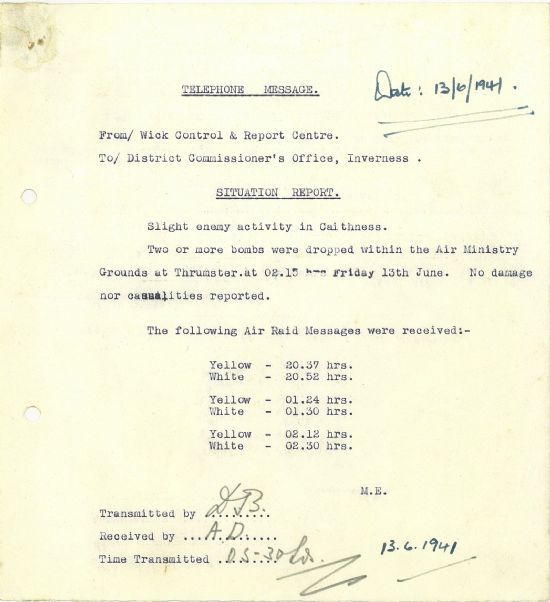 TELEPHONE MESSAGE.
Date: 13/6/1941.
From/ Wick Control & Report Centre.
To/ District Commissioner's Office, Inverness .
SITUATION REPORT.
Slight enemy activity in Caithness.
Two or more bombs were dropped within the Air Ministry
Grounds at Thrumster.at 02.15 hrs Friday 13th June. No damage
nor casualities reported.
The following Air Raid Messages were received:-
Yellow - 20.37 hrs.
White - 20.52 hrs.
Yellow - 01.24 hrs.
White - 01.30 hrs.
Yellow - 02.12 hrs.
White - 02.30 hrs.
M.E.
Transmitted by D.B.
Received by ...A.D.....
Time Transmitted .05-30
13.6.1941